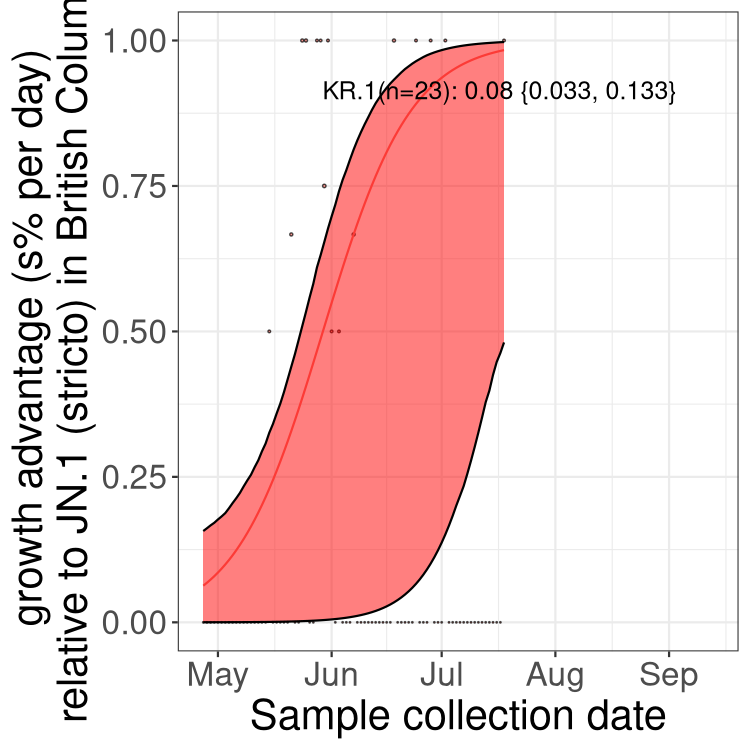 growth advantage (s% per day)
relative to JN.1 (stricto) in British Colum
1.00
0.75
0.50
0.25
0.00
KR.1(n=23): 0.08 {0.033, 0.133}
May Jun Jul Aug Sep
Sample collection date